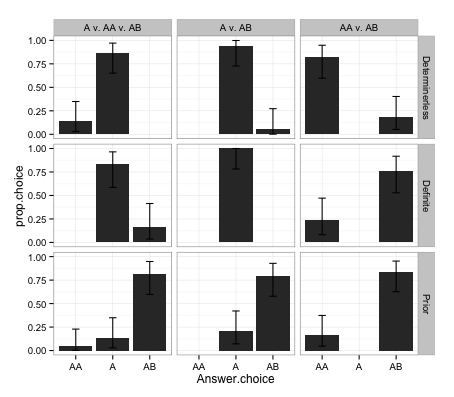 A v. AA v. AB
A v. AB
AA v. AB
1.00
0.75
0.50
0.25
0.00
Determinerless
1.00
0.75
0.50
0.25
0.00
Definite
1.00
0.75
0.50
0.25
0.00
Prior
prop.choice
AA A AB
AA A AB
AA A AB
Answer.choice